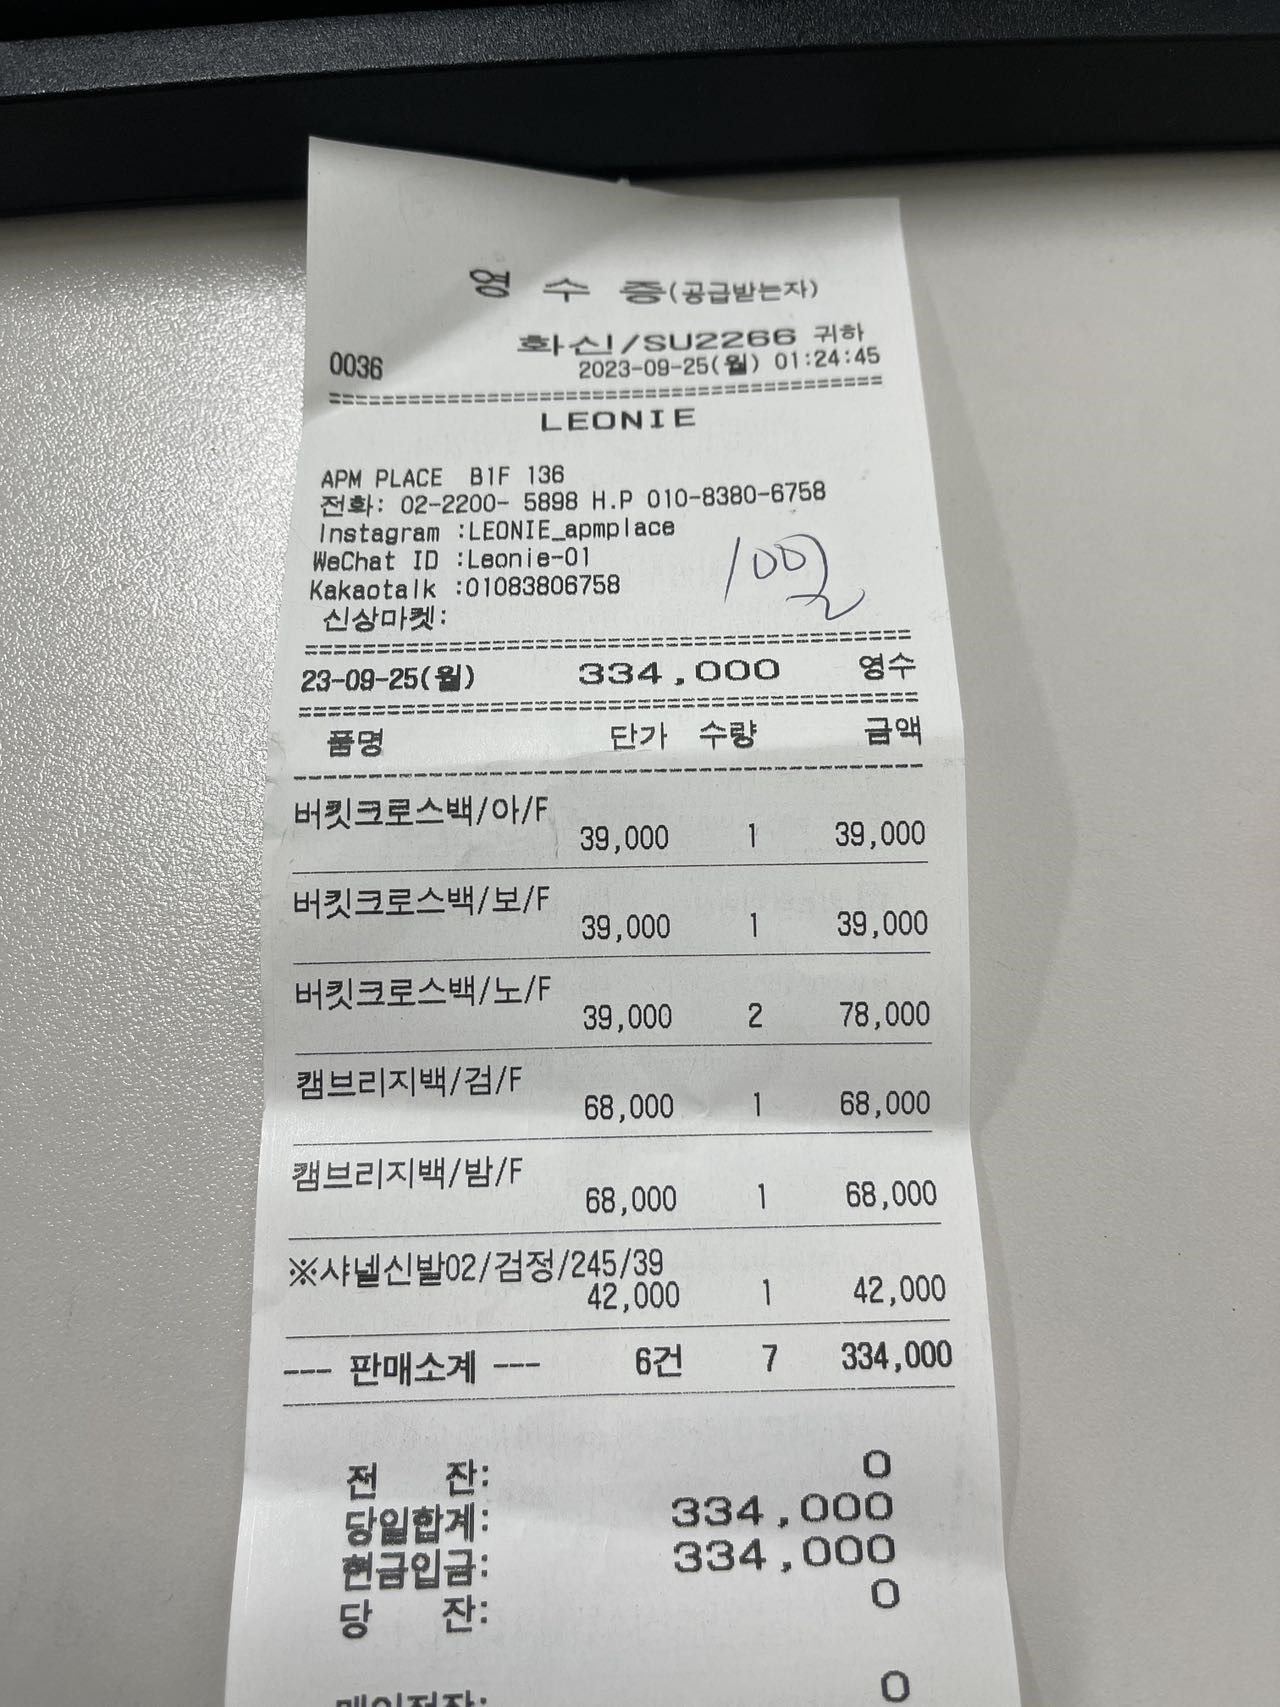 영 수 증(공급받는자)
화신/SU2266 귀하
0036 2023-09-25(월) 01:24:45
==========================================
LEONIE
APM PLACE B1F 136
전화: 02-2200- 5898 H.P 010-8380-6758
Instagram :LEONIE_apmplace
WeChat ID :Leonie-01
Kakaotalk :01083806758
신상마켓:
==========================================
23-09-25(월) 334,000 영수
==========================================
품명 단가 수량 금액
------------------------------------------
버킷크로스백/아/F
39,000 1 39,000
버킷크로스백/보/F
39,000 1 39,000
버킷크로스백/노/F
39,000 2 78,000
캠브리지백/검/F
68,000 1 68,000
캠브리지백/밤/F
68,000 1 68,000
※샤넬신발02/검정/245/39
42,000 1 42,000
--- 판매소계 --- 6건 7 334,000
전 잔: 0
당일합계: 334,000
현금입금: 334,000
당 잔: 0
0